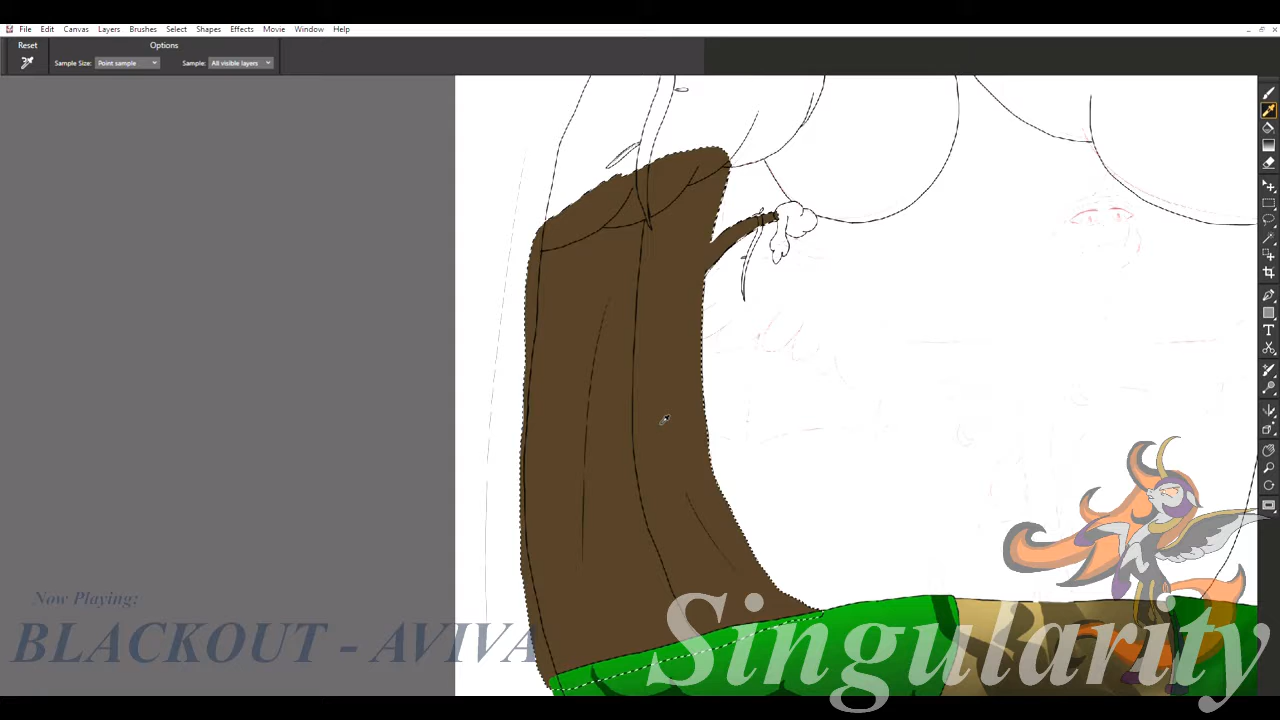 File Edit Canvas Layers Brushes Select Shapes Effects Movie Window Help
Reset Options
Sample Size: Point sample Sample: All visible layers
Now Playing:
BLACKOUT - AVIVA
Singularity